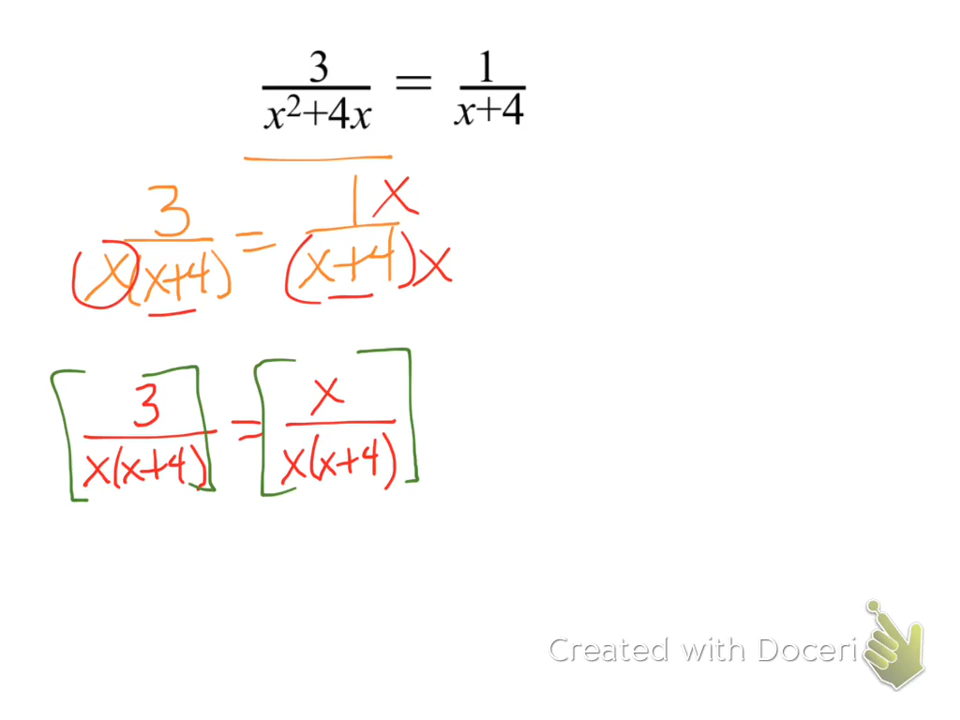 3/(x²+4x) = 1/(x+4)
3/(x(x+4)) = 1x/((x+4)x)
[3/(x(x+4))] = [x/(x(x+4))]
Created with Doceri